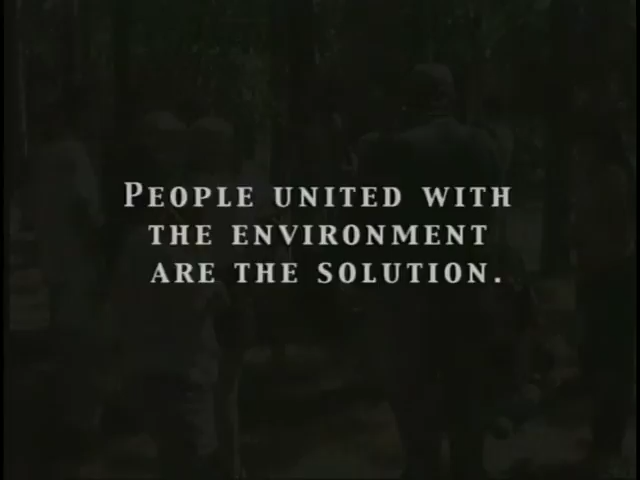 People united with
the environment
are the solution.